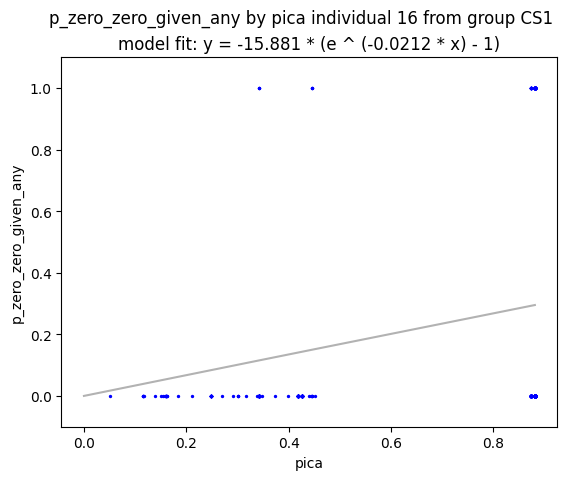 p_zero_zero_given_any by pica individual 16 from group CS1
model fit: y = -15.881 * (e ^ (-0.0212 * x) - 1)
1.0
0.8
0.6
0.4
0.2
0.0
p_zero_zero_given_any
0.0 0.2 0.4 0.6 0.8
pica